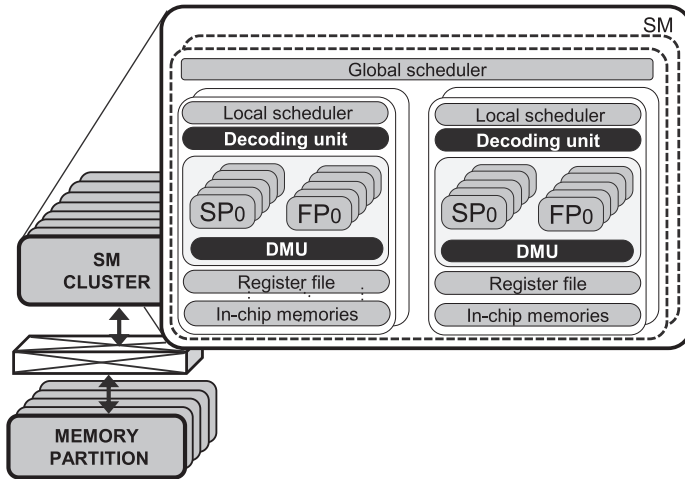 SM
Global scheduler
Local scheduler
Decoding unit
SP0 FP0
DMU
Register file
In-chip memories
Local scheduler
Decoding unit
SP0 FP0
DMU
Register file
In-chip memories
SM
CLUSTER
MEMORY
PARTITION